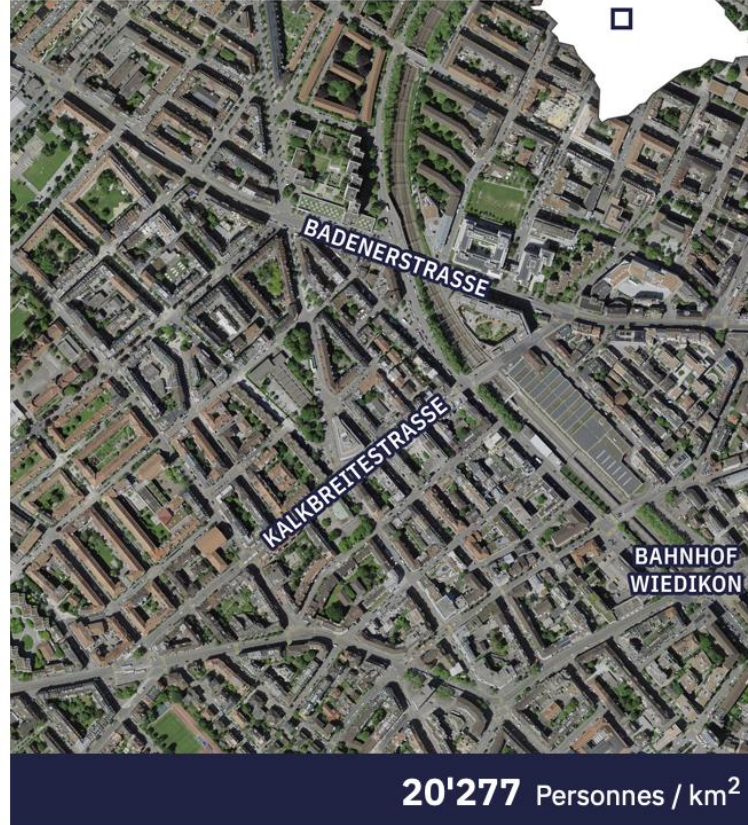 BADENERSTRASSE
KALKBREITESTRASSE
BAHNHOF
WIEDIKON
20'277 Personnes / km²